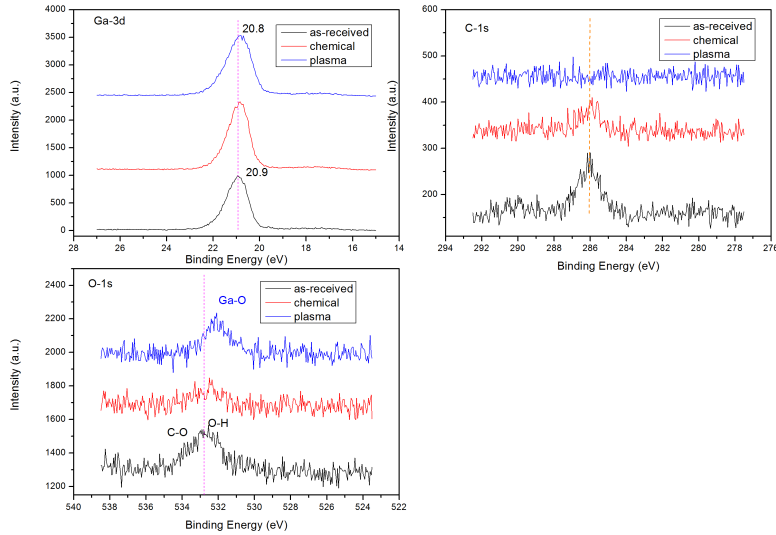 Ga-3d
20.8
as-received
chemical
plasma
20.9
4000
3500
3000
2500
2000
1500
1000
500
0
Intensity (a.u.)
28 26 24 22 20 18 16 14
Binding Energy (eV)
C-1s
as-received
chemical
plasma
600
500
400
300
200
Intensity (a.u.)
294 292 290 288 286 284 282 280 278 276
Binding Energy (eV)
O-1s
Ga-O
as-received
chemical
plasma
C-O
O-H
2400
2200
2000
1800
1600
1400
1200
Intensity (a.u.)
540 538 536 534 532 530 528 526 524 522
Binding Energy (eV)